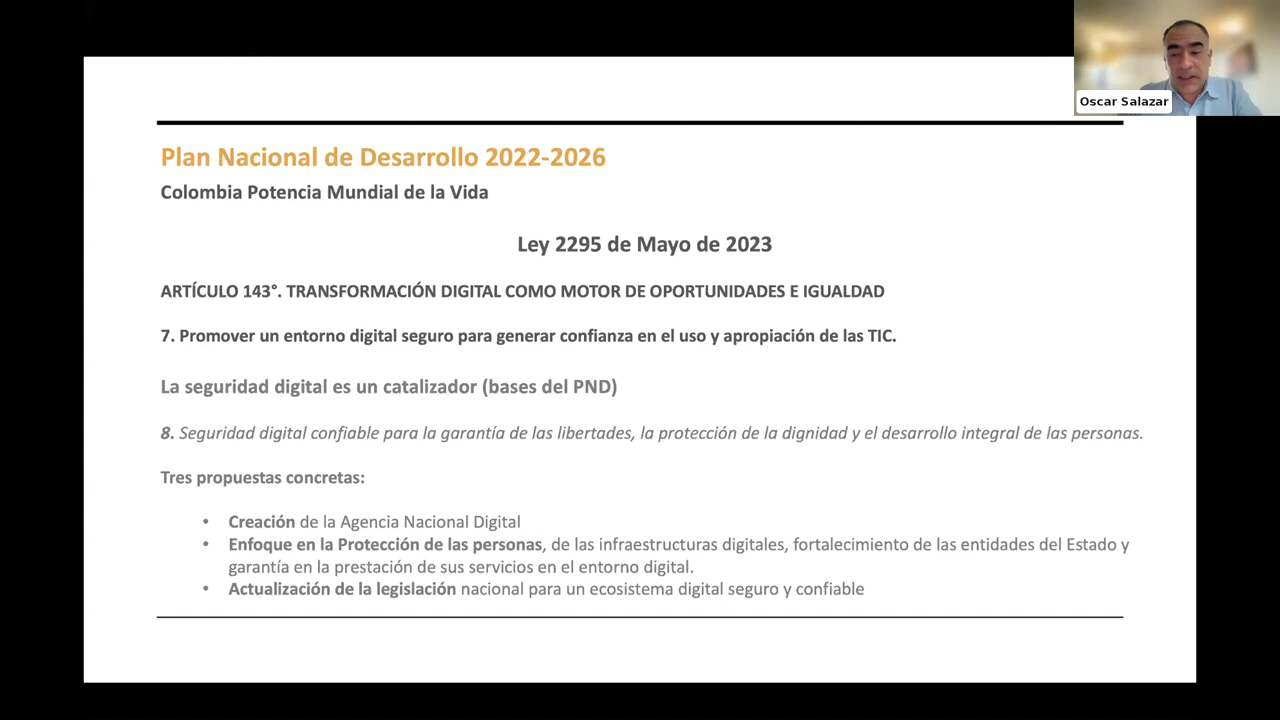 Oscar Salazar
Plan Nacional de Desarrollo 2022-2026
Colombia Potencia Mundial de la Vida
Ley 2295 de Mayo de 2023
ARTÍCULO 143°. TRANSFORMACIÓN DIGITAL COMO MOTOR DE OPORTUNIDADES E IGUALDAD
7. Promover un entorno digital seguro para generar confianza en el uso y apropiación de las TIC.
La seguridad digital es un catalizador (bases del PND)
8. Seguridad digital confiable para la garantía de las libertades, la protección de la dignidad y el desarrollo integral de las personas.
Tres propuestas concretas:
• Creación de la Agencia Nacional Digital
• Enfoque en la Protección de las personas, de las infraestructuras digitales, fortalecimiento de las entidades del Estado y
garantía en la prestación de sus servicios en el entorno digital.
• Actualización de la legislación nacional para un ecosistema digital seguro y confiable